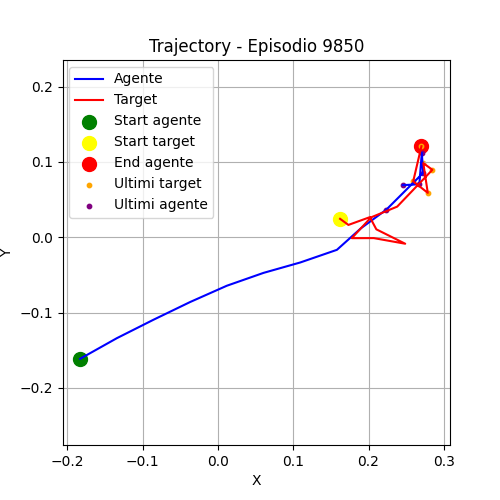 Trajectory - Episodio 9850
Agente
Target
Start agente
Start target
End agente
Ultimi target
Ultimi agente
0.2
0.1
0.0
−0.1
−0.2
Y
−0.2
−0.1
0.0
0.1
0.2
0.3
X